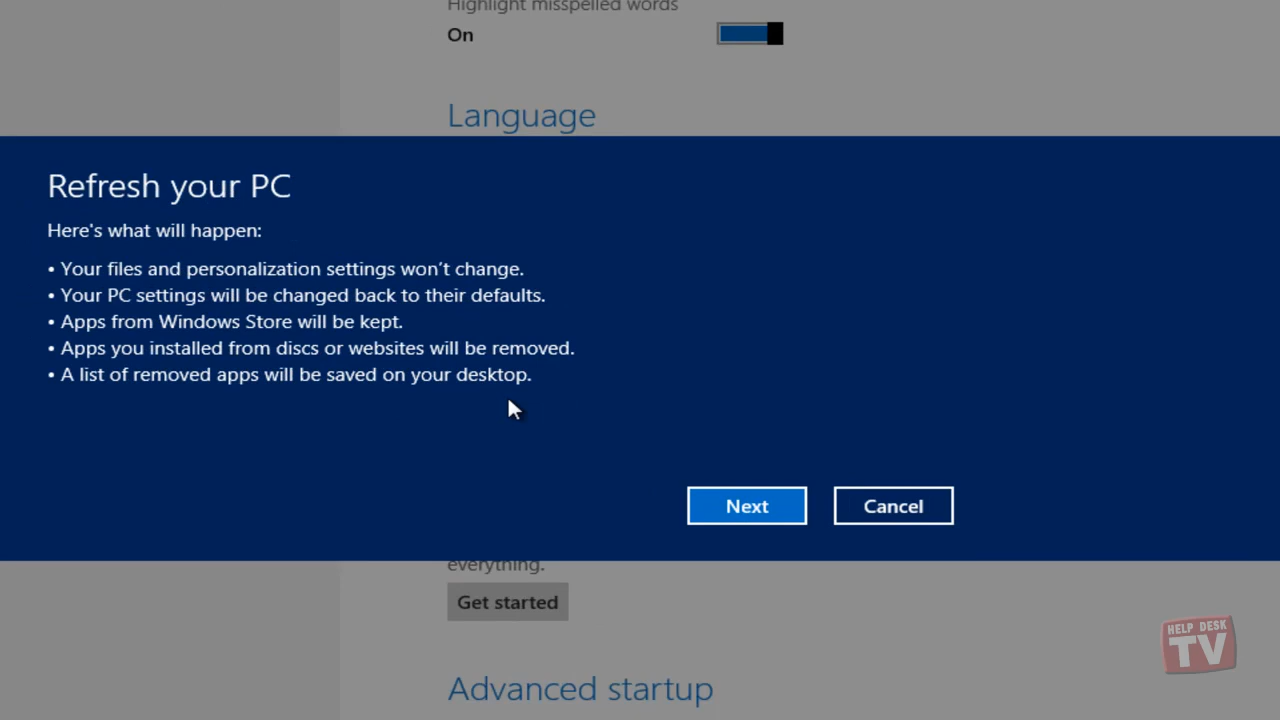 Highlight misspelled words
On
Language
Refresh your PC
Here's what will happen:
• Your files and personalization settings won't change.
• Your PC settings will be changed back to their defaults.
• Apps from Windows Store will be kept.
• Apps you installed from discs or websites will be removed.
• A list of removed apps will be saved on your desktop.
Next
Cancel
everything.
Get started
HELP DESK
TV
Advanced startup